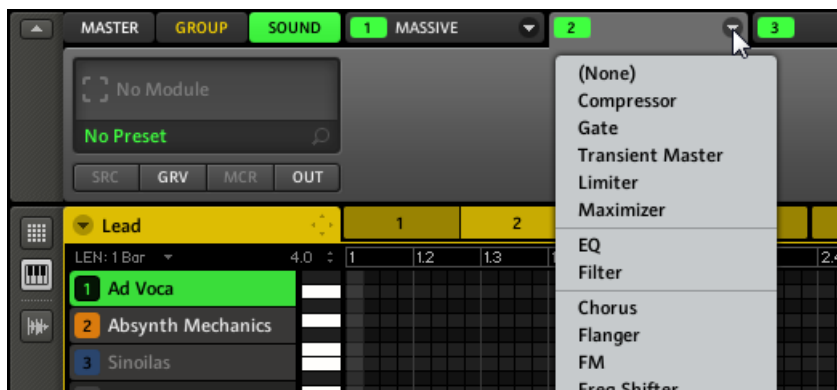 MASTER GROUP SOUND 1 MASSIVE 2 3
No Module
No Preset
SRC GRV MCR OUT
(None)
Compressor
Gate
Transient Master
Limiter
Maximizer
EQ
Filter
Chorus
Flanger
FM
Freq Shifter
Lead 1 2
LEN: 1 Bar 4.0 1 1.2 1.3
1 Ad Voca
2 Absynth Mechanics
3 Sinoilas